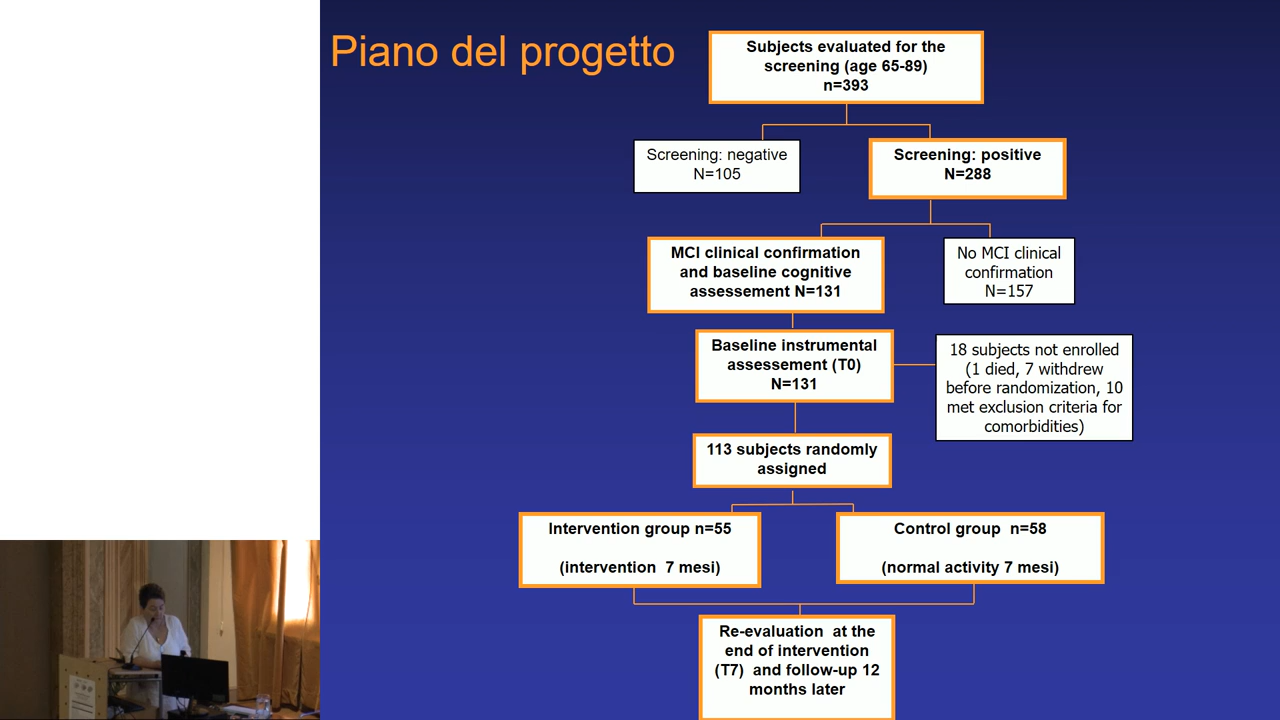 Piano del progetto
Subjects evaluated for the
screening (age 65-89)
n=393
Screening: negative
N=105
Screening: positive
N=288
MCI clinical confirmation
and baseline cognitive
assessement N=131
No MCI clinical
confirmation
N=157
Baseline instrumental
assessement (T0)
N=131
18 subjects not enrolled
(1 died, 7 withdrew
before randomization, 10
met exclusion criteria for
comorbidities)
113 subjects randomly
assigned
Intervention group n=55
(intervention 7 mesi)
Control group n=58
(normal activity 7 mesi)
Re-evaluation at the
end of intervention
(T7) and follow-up 12
months later